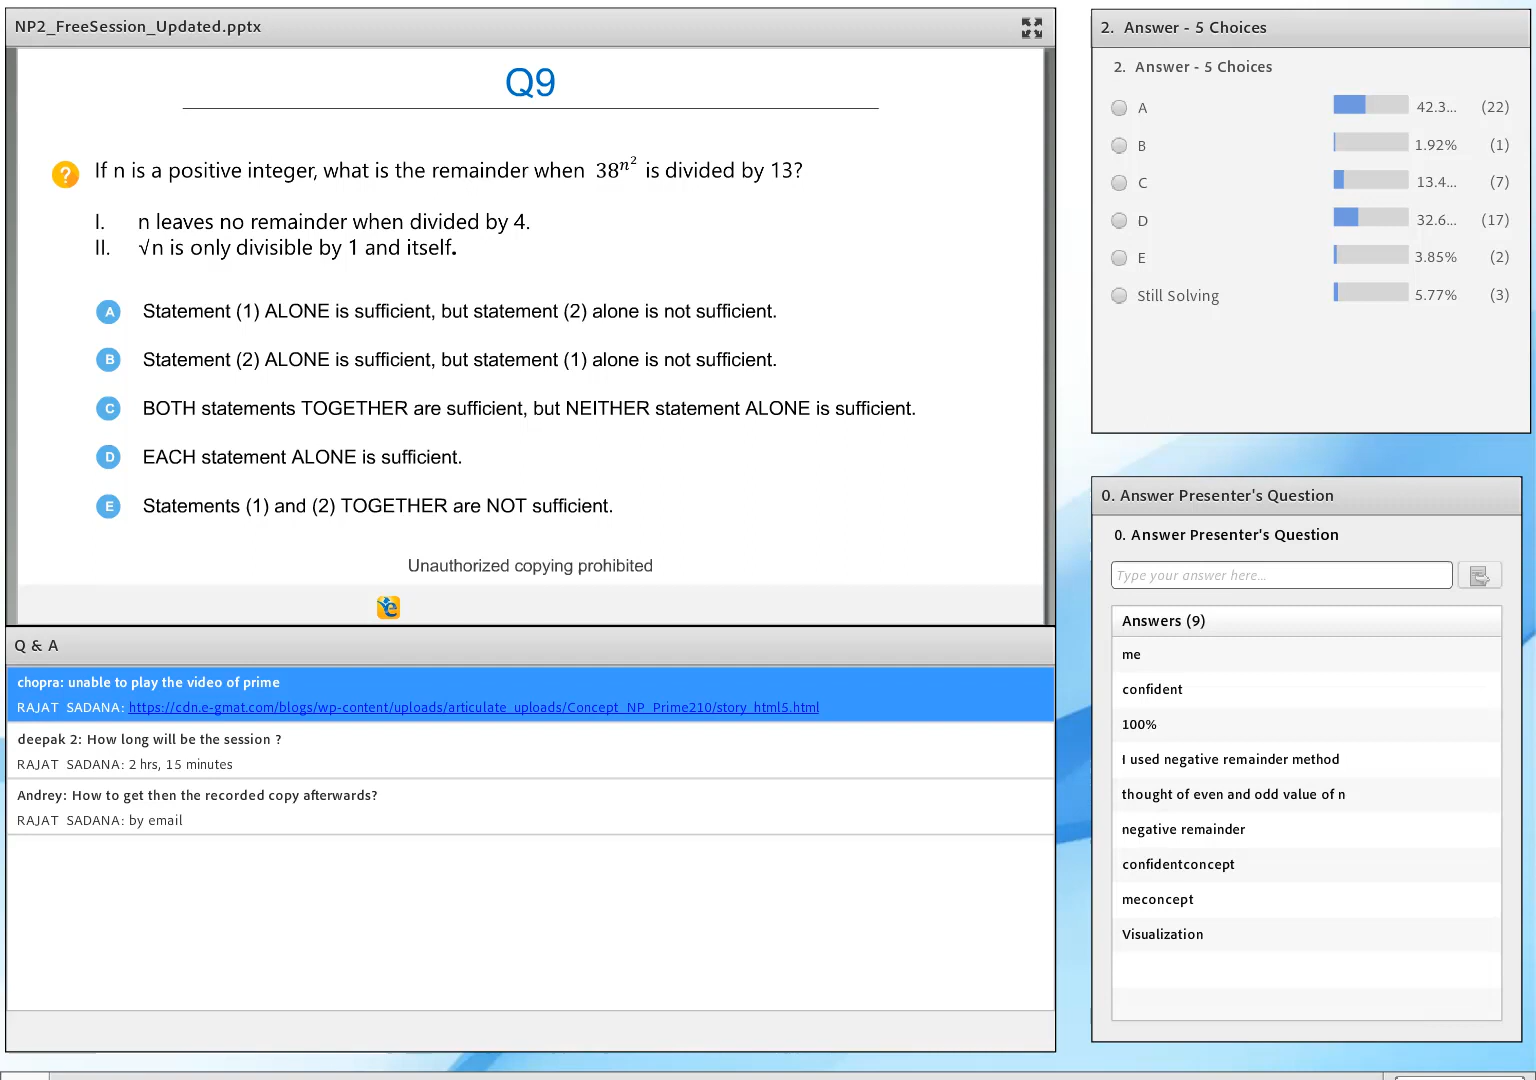 NP2_FreeSession_Updated.pptx
Q9
? If n is a positive integer, what is the remainder when 38^{n^2} is divided by 13?
I. n leaves no remainder when divided by 4.
II. √n is only divisible by 1 and itself.
A Statement (1) ALONE is sufficient, but statement (2) alone is not sufficient.
B Statement (2) ALONE is sufficient, but statement (1) alone is not sufficient.
C BOTH statements TOGETHER are sufficient, but NEITHER statement ALONE is sufficient.
D EACH statement ALONE is sufficient.
E Statements (1) and (2) TOGETHER are NOT sufficient.
Unauthorized copying prohibited
e
Q & A
chopra: unable to play the video of prime
RAJAT SADANA: https://cdn.e-gmat.com/blogs/wp-content/uploads/articulate_uploads/Concept_NP_Prime210/story_html5.html
deepak 2: How long will be the session ?
RAJAT SADANA: 2 hrs, 15 minutes
Andrey: How to get then the recorded copy afterwards?
RAJAT SADANA: by email
2. Answer - 5 Choices
2. Answer - 5 Choices
A 42.3... (22)
B 1.92% (1)
C 13.4... (7)
D 32.6... (17)
E 3.85% (2)
Still Solving 5.77% (3)
0. Answer Presenter's Question
0. Answer Presenter's Question
Type your answer here...
Answers (9)
me
confident
100%
I used negative remainder method
thought of even and odd value of n
negative remainder
confidentconcept
meconcept
Visualization